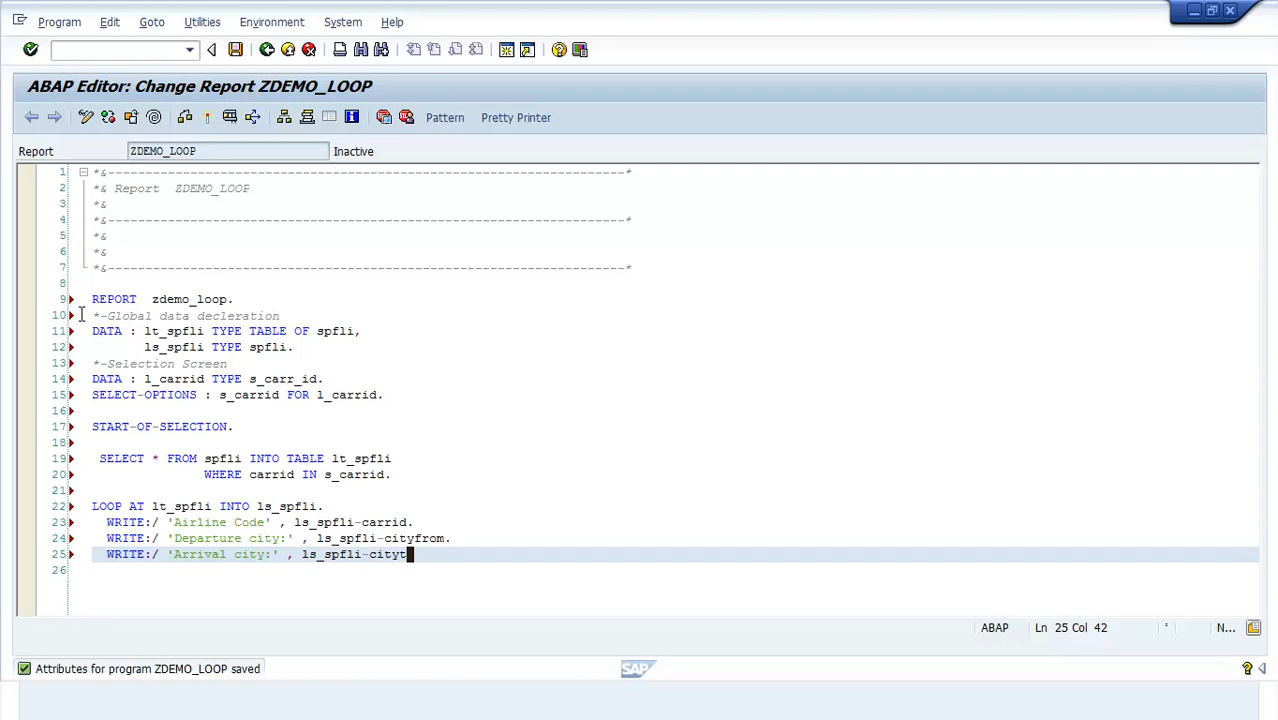 Program Edit Goto Utilities Environment System Help
ABAP Editor: Change Report ZDEMO_LOOP
Pattern Pretty Printer
Report ZDEMO_LOOP Inactive
1 *&---------------------------------------------------------------------*
2 *& Report  ZDEMO_LOOP
3 *&
4 *&---------------------------------------------------------------------*
5 *&
6 *&
7 *&---------------------------------------------------------------------*
8
9 REPORT  zdemo_loop.
10 *-Global data decleration
11 DATA : lt_spfli TYPE TABLE OF spfli,
12        ls_spfli TYPE spfli.
13 *-Selection Screen
14 DATA : l_carrid TYPE s_carr_id.
15 SELECT-OPTIONS : s_carrid FOR l_carrid.
16
17 START-OF-SELECTION.
18
19  SELECT * FROM spfli INTO TABLE lt_spfli
20                WHERE carrid IN s_carrid.
21
22 LOOP AT lt_spfli INTO ls_spfli.
23   WRITE:/ 'Airline Code' , ls_spfli-carrid.
24   WRITE:/ 'Departure city:' , ls_spfli-cityfrom.
25   WRITE:/ 'Arrival city:' , ls_spfli-cityt
26
ABAP Ln 25 Col 42 N...
Attributes for program ZDEMO_LOOP saved
SAP